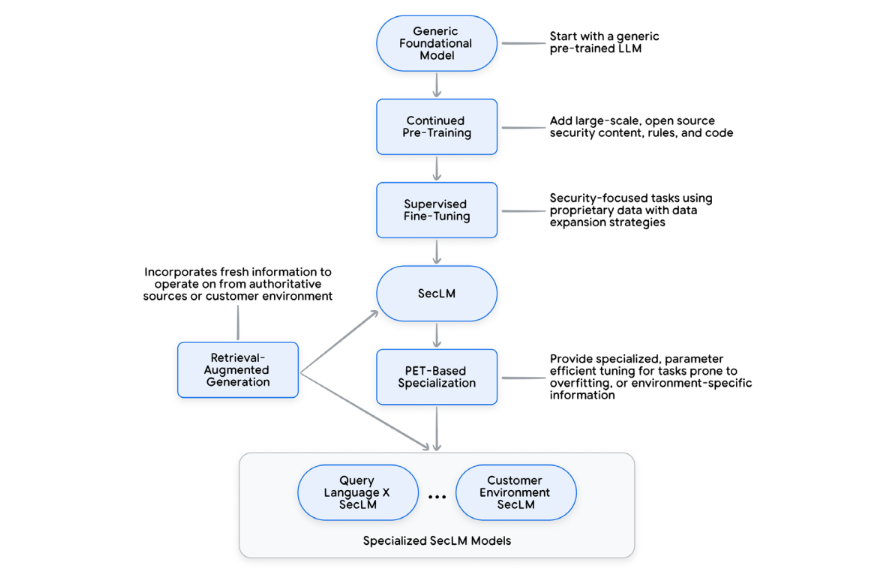 Generic
Foundational
Model
Start with a generic
pre-trained LLM
Continued
Pre-Training
Add large-scale, open source
security content, rules, and code
Supervised
Fine-Tuning
Security-focused tasks using
proprietary data with data
expansion strategies
Incorporates fresh information to
operate on from authoritative
sources or customer environment
SecLM
Retrieval-
Augmented
Generation
PET-Based
Specialization
Provide specialized, parameter
efficient tuning for tasks prone to
overfitting, or environment-specific
information
Query
Language X
SecLM
...
Customer
Environment
SecLM
Specialized SecLM Models